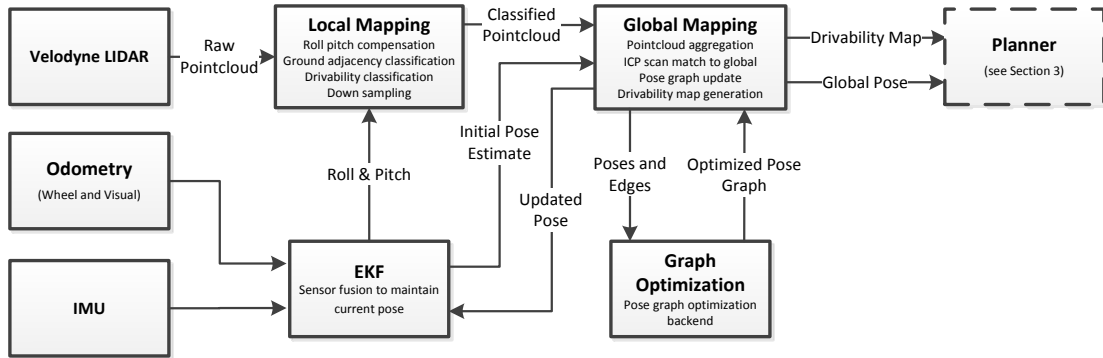 Velodyne LIDAR
Raw
Pointcloud
Local Mapping
Roll pitch compensation
Ground adjacency classification
Drivability classification
Down sampling
Classified
Pointcloud
Global Mapping
Pointcloud aggregation
ICP scan match to global
Pose graph update
Drivability map generation
Drivability Map
Global Pose
Planner
(see Section 3)
Odometry
(Wheel and Visual)
Roll & Pitch
Initial Pose
Estimate
Updated
Pose
Poses and
Edges
Optimized Pose
Graph
IMU
EKF
Sensor fusion to maintain
current pose
Graph
Optimization
Pose graph optimization
backend